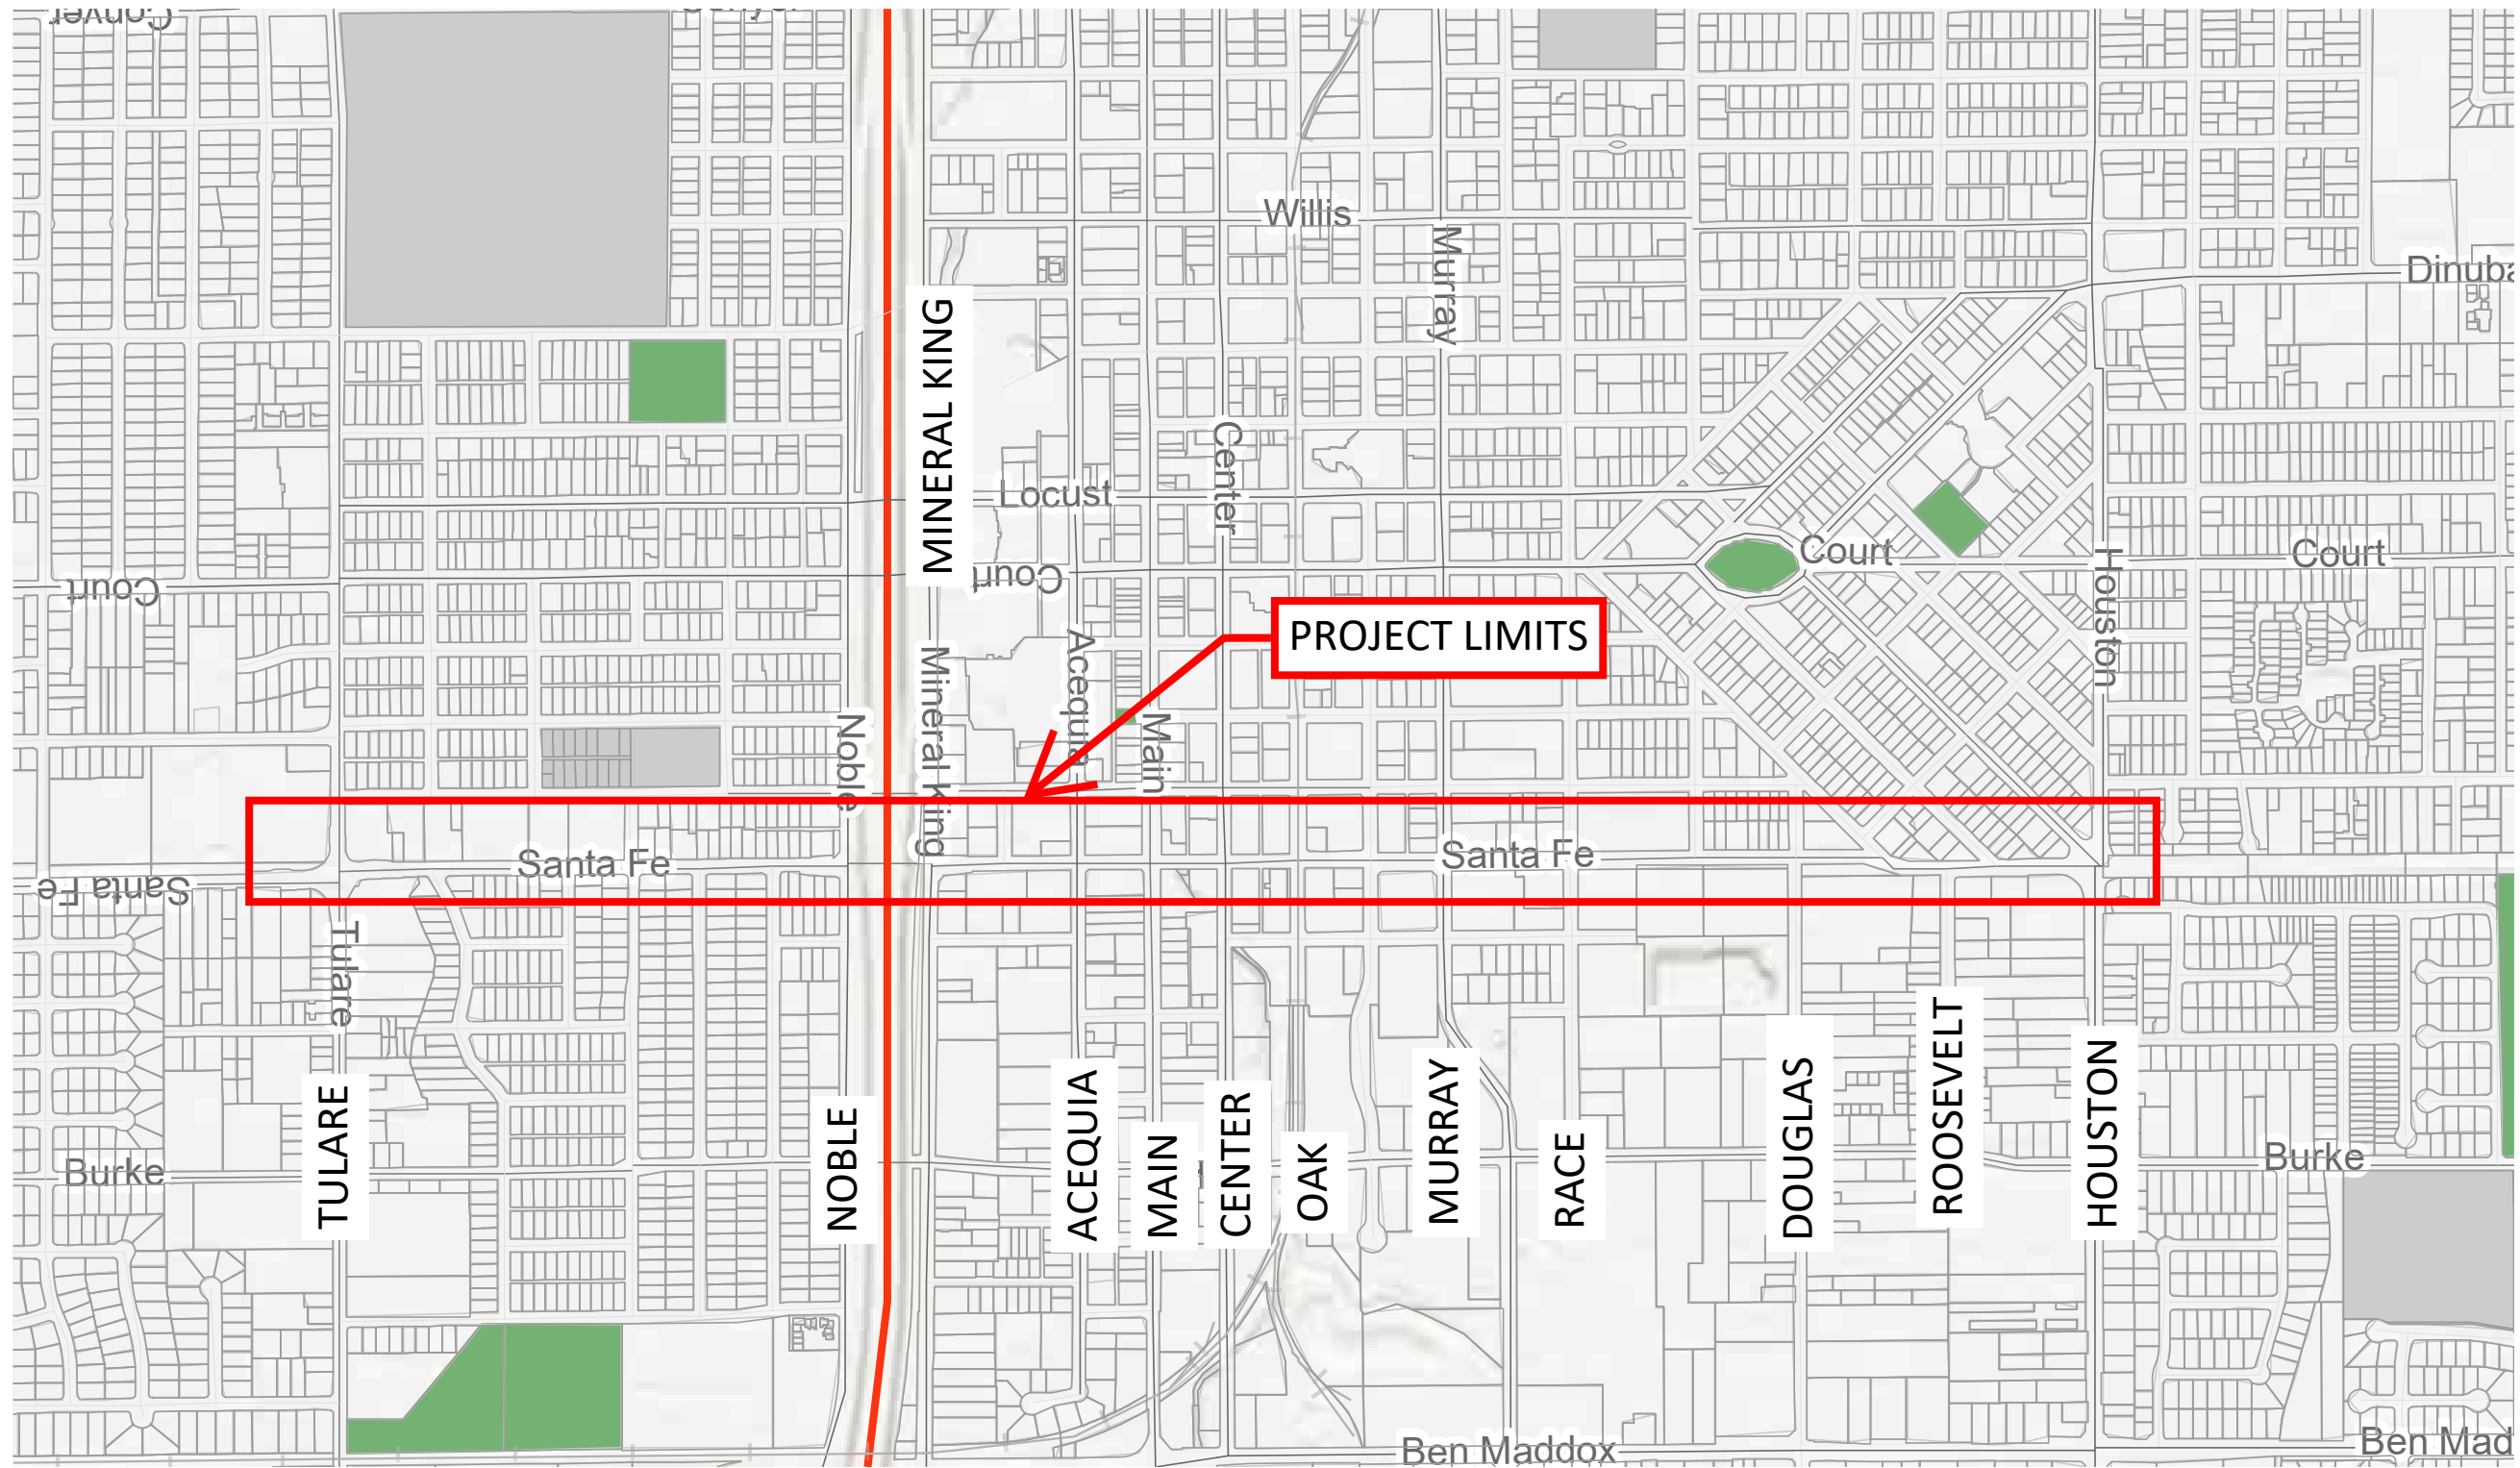 Conyer
Willis
Murray
Dinuba
MINERAL KING
Locust
Center
Court
Court
Court
Court
Houston
PROJECT LIMITS
Acequia
Mineral King
Noble
Main
Santa Fe
Santa Fe
Santa Fe
Tulare
TULARE
NOBLE
ACEQUIA
MAIN
CENTER
OAK
MURRAY
RACE
DOUGLAS
ROOSEVELT
HOUSTON
Burke
Burke
Ben Maddox
Ben Mad